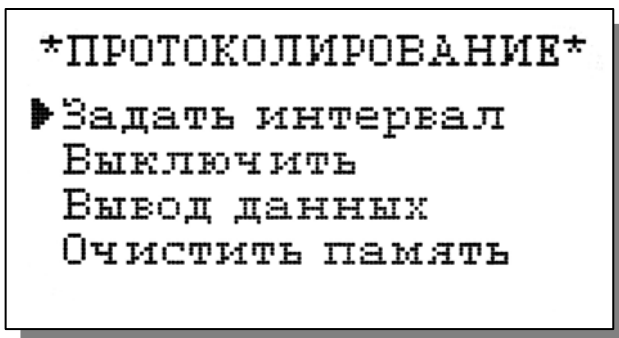 *ПРОТОКОЛИРОВАНИЕ*
Задать интервал
Выключить
Вывод данных
Очистить память